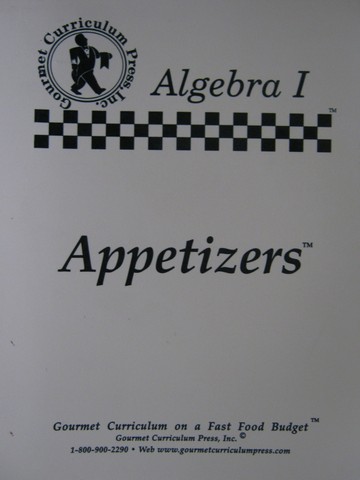 Gourmet Curriculum Press, Inc.
Algebra I
™
Appetizers™
Gourmet Curriculum on a Fast Food Budget™
Gourmet Curriculum Press, Inc. ©
1-800-900-2290 • Web www.gourmetcurriculumpress.com